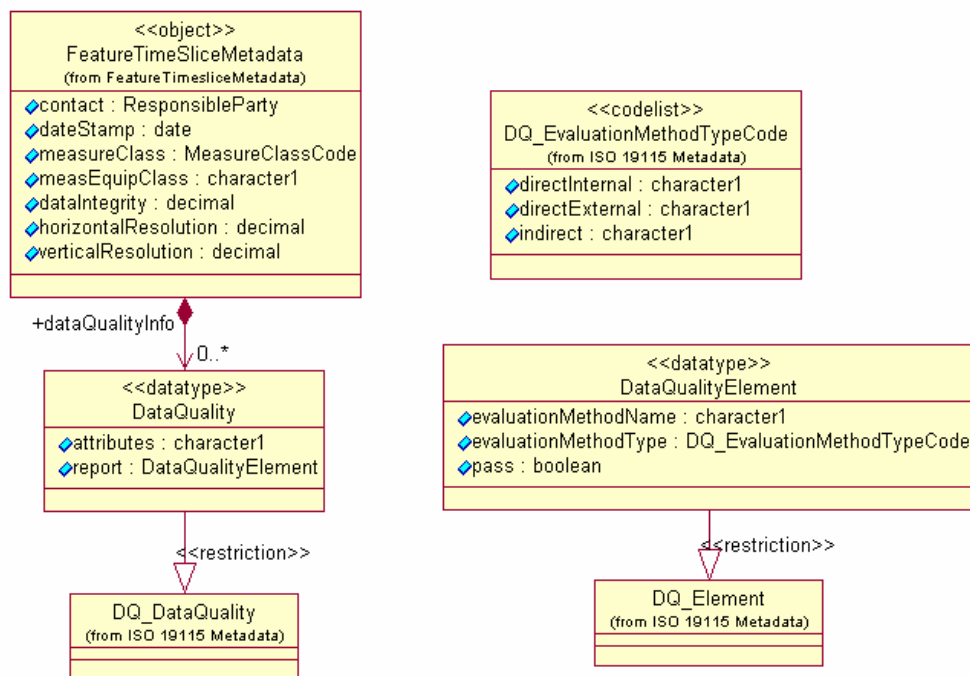 <<object>>
FeatureTimeSliceMetadata
(from FeatureTimesliceMetadata)
contact : ResponsibleParty
dateStamp : date
measureClass : MeasureClassCode
measEquipClass : character1
dataIntegrity : decimal
horizontalResolution : decimal
verticalResolution : decimal
+dataQualityInfo
0..*
<<datatype>>
DataQuality
attributes : character1
report : DataQualityElement
<<restriction>>
DQ_DataQuality
(from ISO 19115 Metadata)
<<codelist>>
DQ_EvaluationMethodTypeCode
(from ISO 19115 Metadata)
directInternal : character1
directExternal : character1
indirect : character1
<<datatype>>
DataQualityElement
evaluationMethodName : character1
evaluationMethodType : DQ_EvaluationMethodTypeCode
pass : boolean
<<restriction>>
DQ_Element
(from ISO 19115 Metadata)